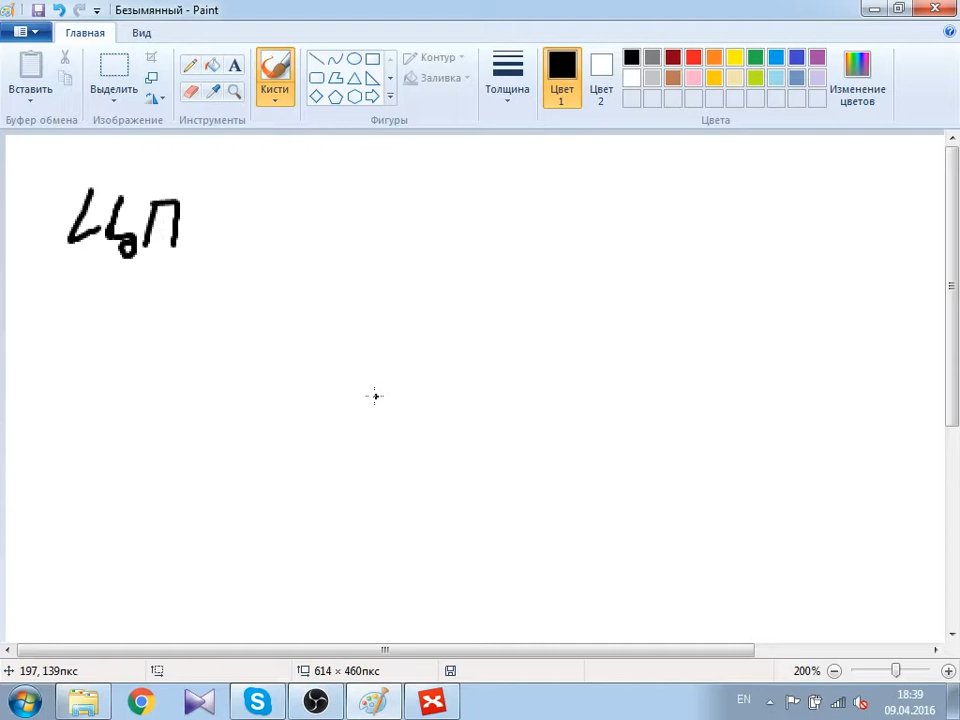 Безымянный - Paint
Главная Вид
Вставить
Выделить
Кисти
Контур
Заливка
Толщина
Цвет 1
Цвет 2
Изменение цветов
Буфер обмена
Изображение
Инструменты
Фигуры
Цвета
ЦП
197, 139пкс
614 × 460пкс
200%
EN
18:39
09.04.2016